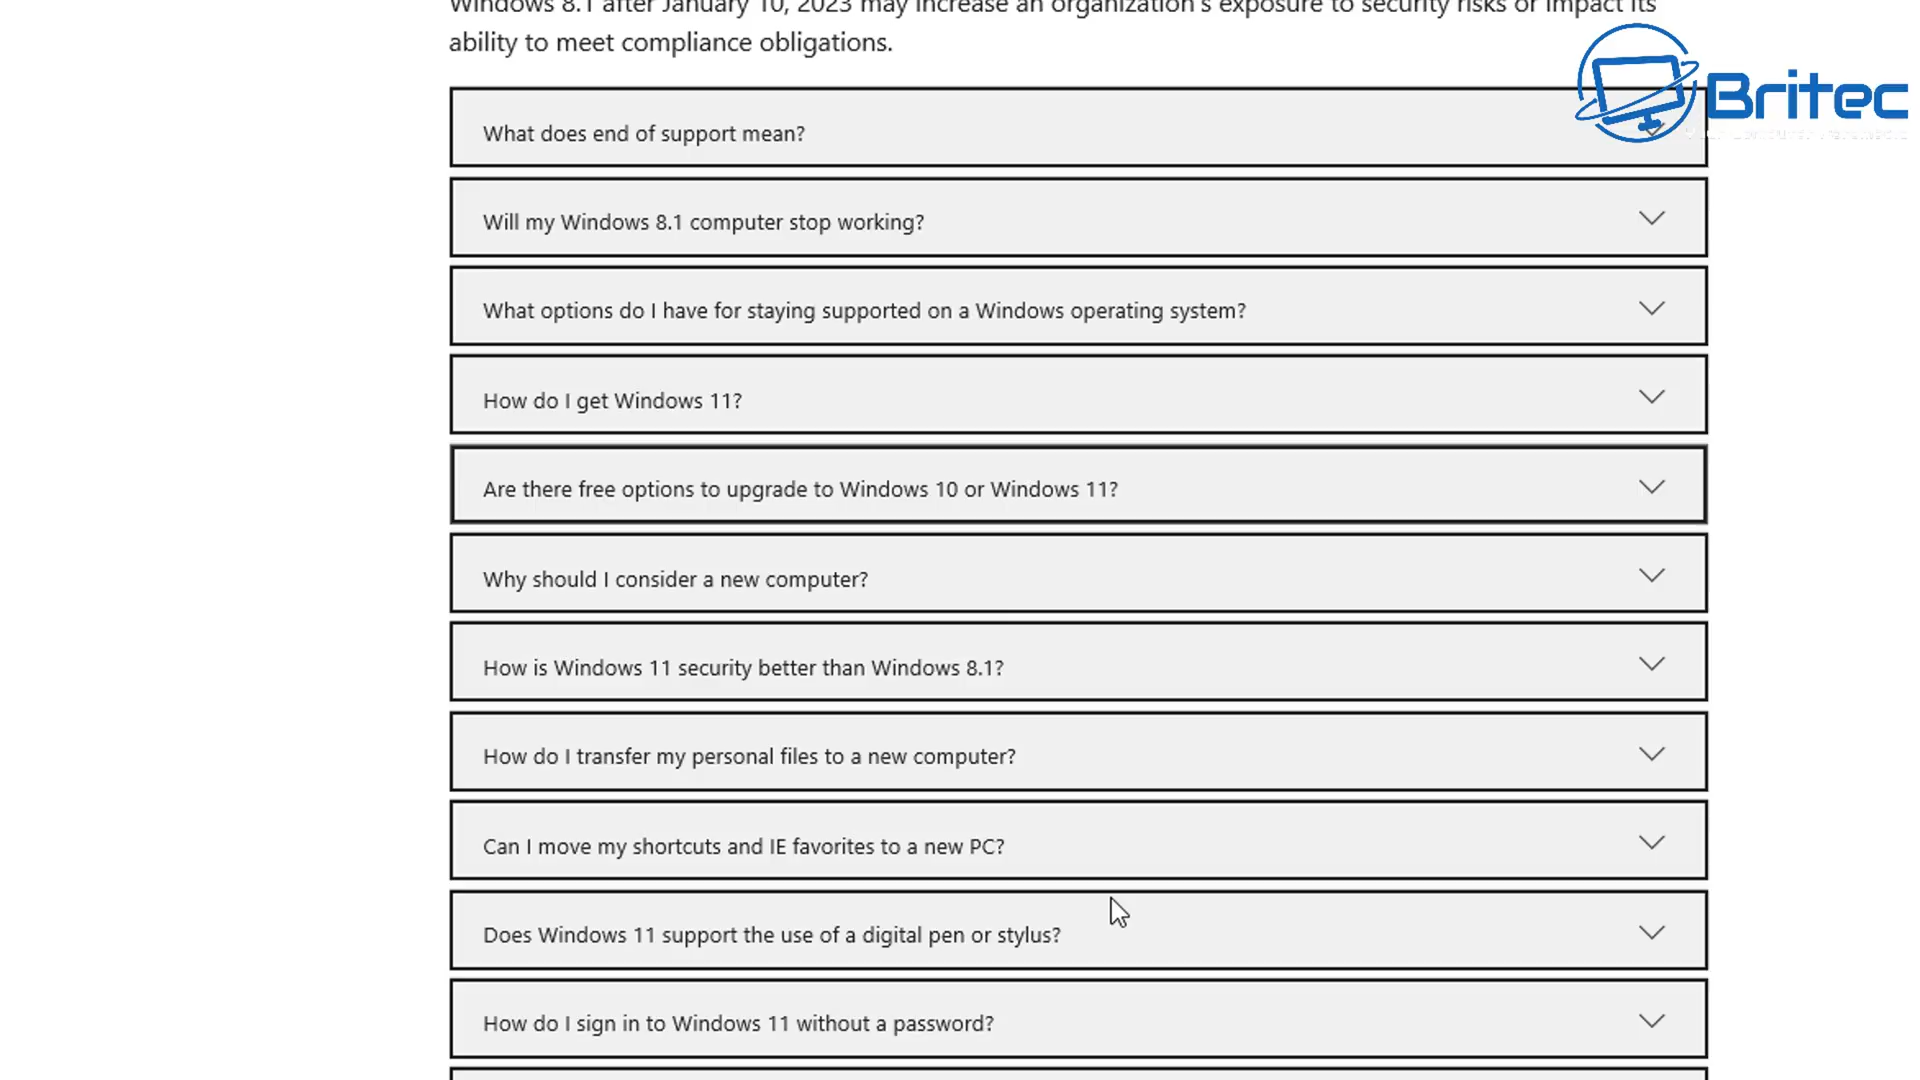 Windows 8.1 after January 10, 2023 may increase an organization's exposure to security risks or impact its
ability to meet compliance obligations.
Britec
What does end of support mean?
Will my Windows 8.1 computer stop working?
What options do I have for staying supported on a Windows operating system?
How do I get Windows 11?
Are there free options to upgrade to Windows 10 or Windows 11?
Why should I consider a new computer?
How is Windows 11 security better than Windows 8.1?
How do I transfer my personal files to a new computer?
Can I move my shortcuts and IE favorites to a new PC?
Does Windows 11 support the use of a digital pen or stylus?
How do I sign in to Windows 11 without a password?